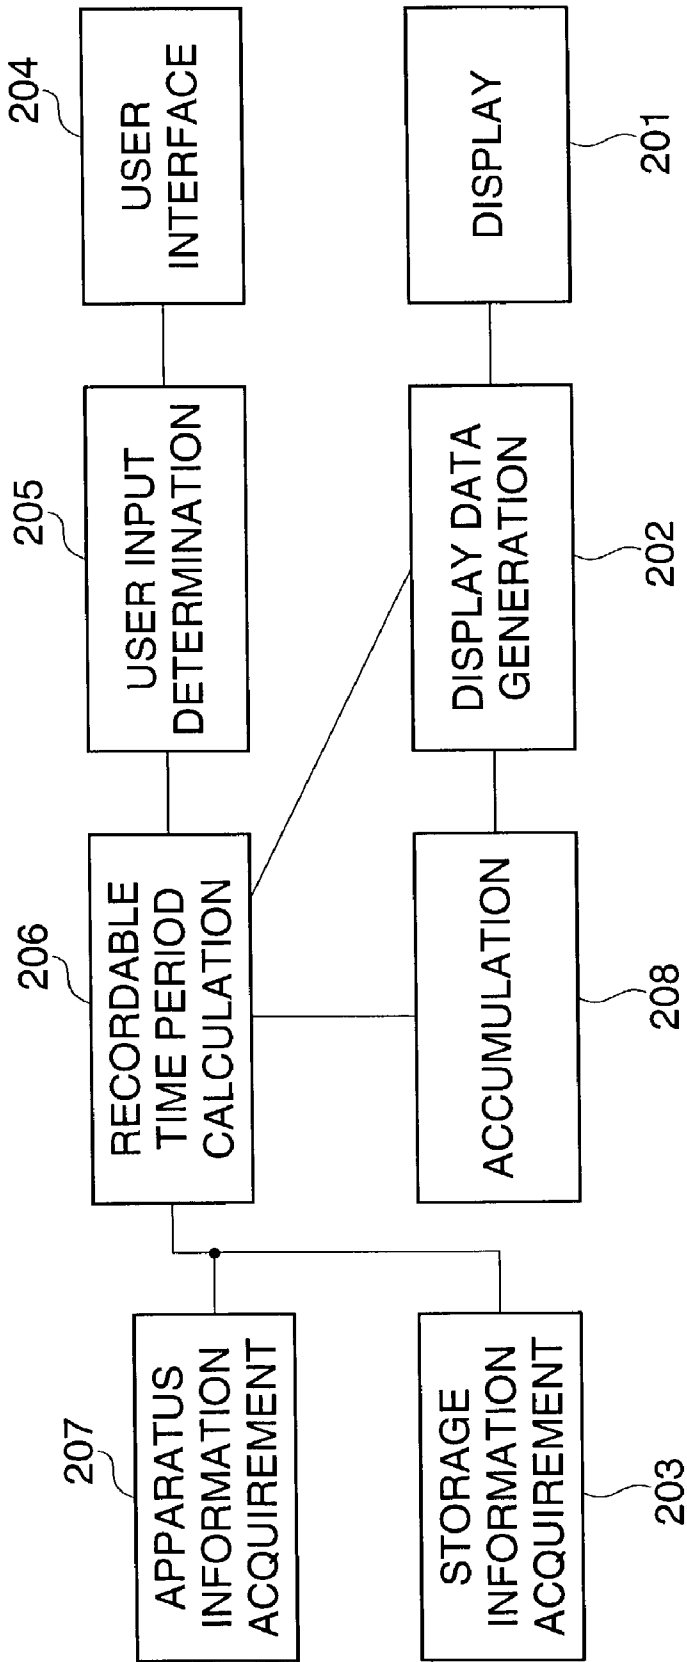 207
APPARATUS
INFORMATION
ACQUIREMENT
206
RECORDABLE
TIME PERIOD
CALCULATION
205
USER INPUT
DETERMINATION
204
USER
INTERFACE
STORAGE
INFORMATION
ACQUIREMENT
203
ACCUMULATION
208
DISPLAY DATA
GENERATION
202
DISPLAY
201